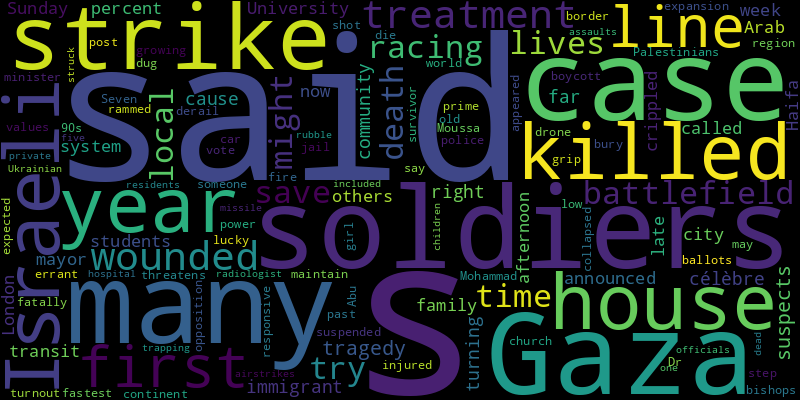 Sunday percent University treatment border expansion week
strike shot die line assaults Arab
post growing racing lives Palestinians region
minister struck dug world
said case
Seven cause now boycott
values rammed derail might death community survivor prime appeared far crippled Haifa
90s local old Moussa drone called
system five car rubble police killed
private vote jail grip bury
Ukrainian fire say
Israeli residents someone save included right battlefield
year missile others children low
expected power soldiers
students lucky girl afternoon collapsed late city may
mayor wounded ballots
errant hospital threatens radiologist maintain Mohammad announced célèbre
London many Abu S family time house suspects
fatally opposition responsive past
suspended turning Gaza
transit first trapping tragedy church officials dead
try injured Dr one
airstrikes step
turnout fastest continent immigrant bishops